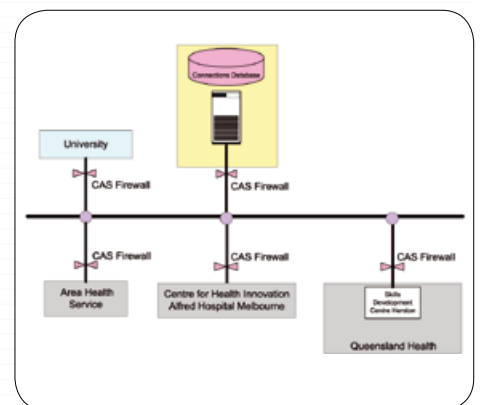 Connections Database
University
CAS Firewall
CAS Firewall
CAS Firewall
CAS Firewall
CAS Firewall
Area Health
Service
Centre for Health Innovation
Alfred Hospital Melbourne
Skills
Development
Centre Herston
Queensland Health